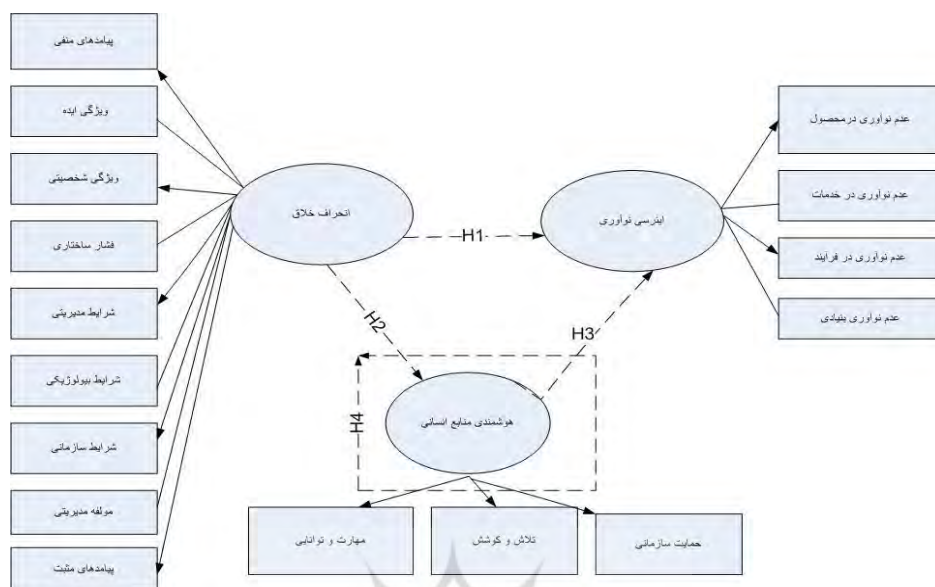 پیامدهای منفی
ویژگی ایده
ویژگی شخصیتی
فشار ساختاری
شرایط مدیریتی
شرایط بیولوژیکی
شرایط سازمانی
مولفه مدیریتی
پیامدهای مثبت
انحراف خلاق
اینرسی نوآوری
عدم نوآوری درمحصول
عدم نوآوری در خدمات
عدم نوآوری در فرایند
عدم نوآوری بنیادی
H1
H2
H3
H4
هوشمندی منابع انسانی
مهارت و توانایی
تلاش و کوشش
حمایت سازمانی